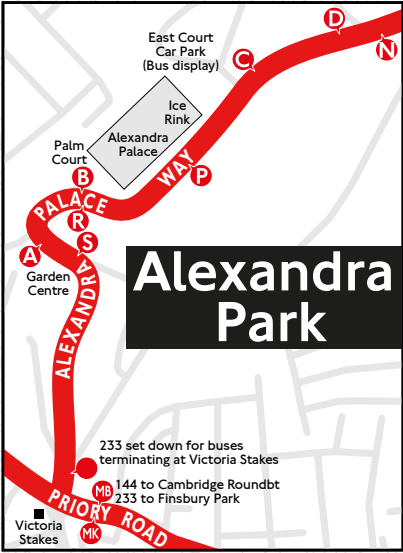 East Court
Car Park
(Bus display)
D
N
C
Ice
Rink
Alexandra
Palace
Palm
Court
B
P
ALEXANDRA PALACE WAY
R
S
A
Garden
Centre
Alexandra
Park
233 set down for buses
terminating at Victoria Stakes
MB
144 to Cambridge Roundbt
233 to Finsbury Park
PRIORY ROAD
MK
Victoria
Stakes